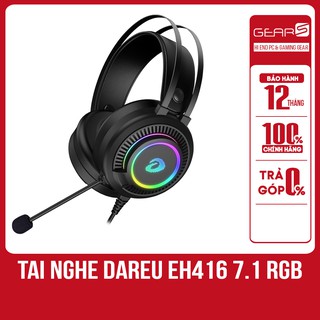 GEARS
HI END PC & GAMING GEAR
BẢO HÀNH
12
THÁNG
100%
CHÍNH HÃNG
TRẢ
GÓP 0%
TAI NGHE DAREU EH416 7.1 RGB